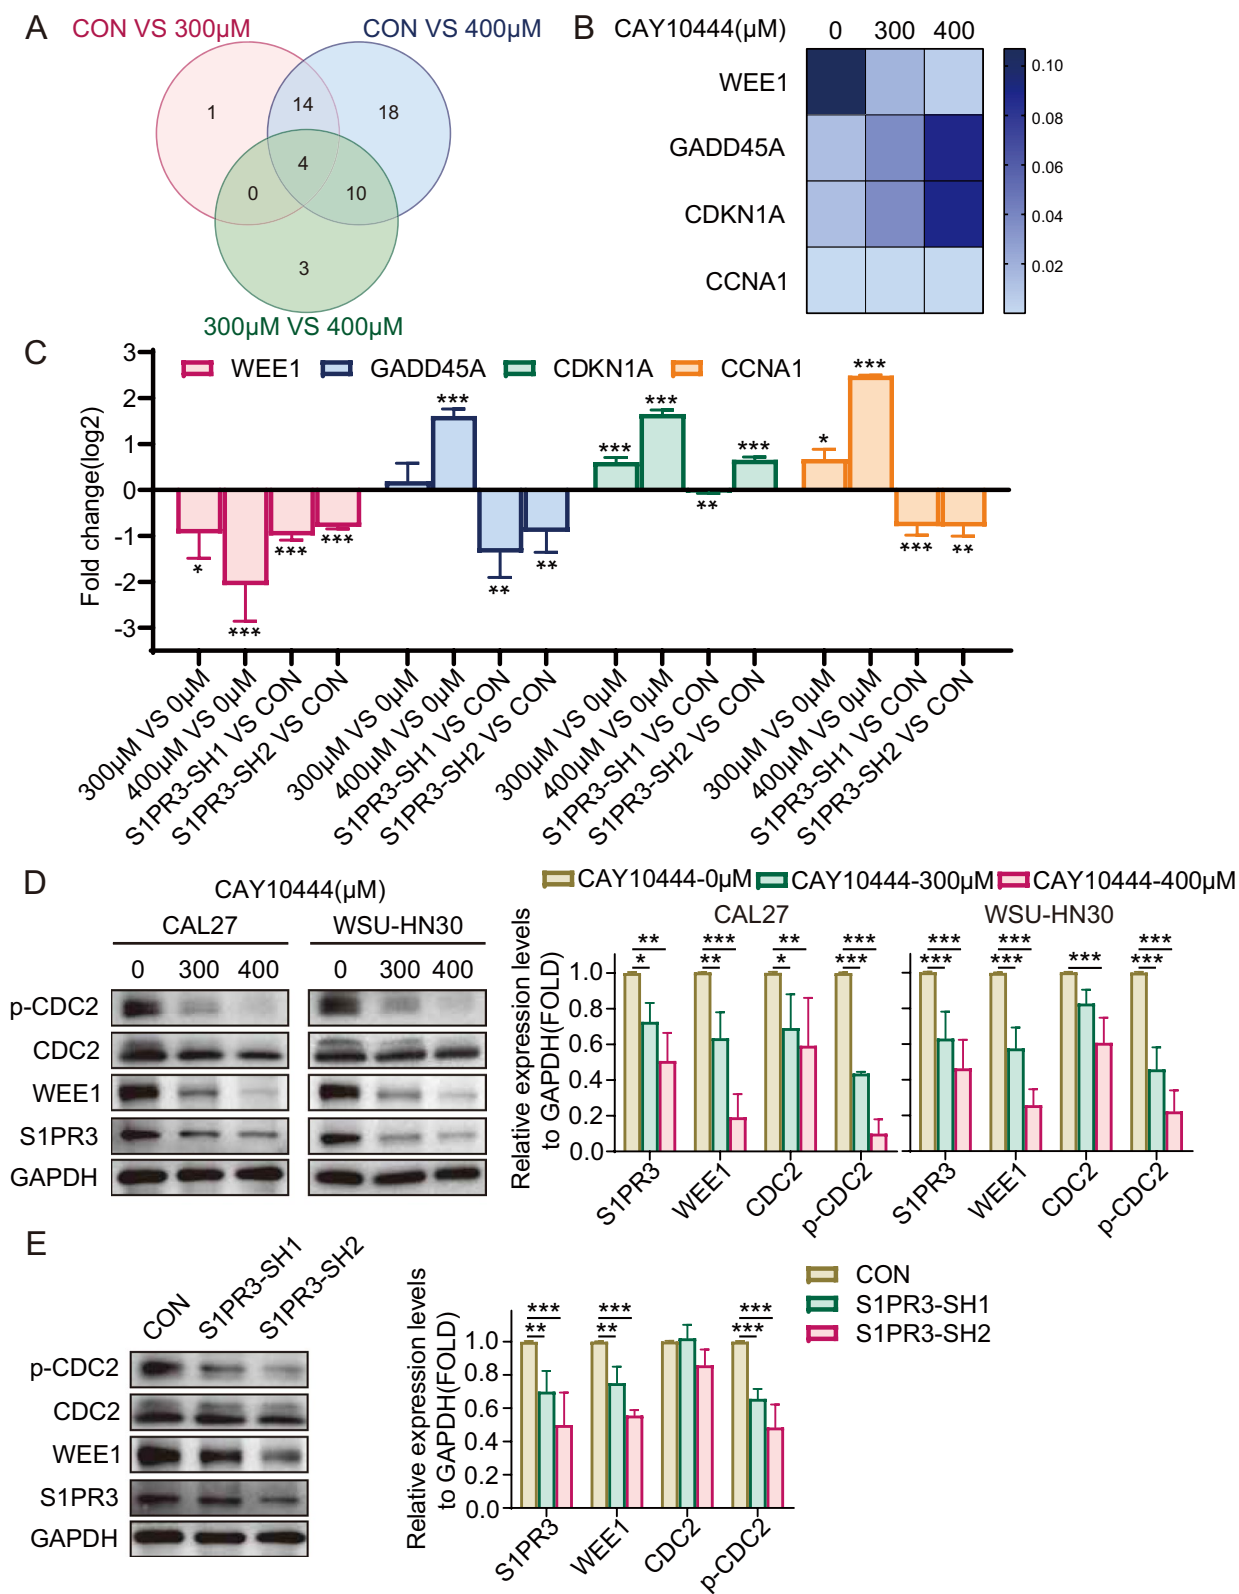 A
CON VS 300μM
CON VS 400μM
1
14
18
4
0
10
3
300μM VS 400μM
B
CAY10444(μM)
0 300 400
WEE1
GADD45A
CDKN1A
CCNA1
0.10
0.08
0.06
0.04
0.02
C
WEE1 GADD45A CDKN1A CCNA1
Fold change(log2)
3
2
1
0
-1
-2
-3
* *** *** ***
*** ** **
*** *** ** ***
* *** *** **
300μM VS 0μM
400μM VS 0μM
S1PR3-SH1 VS CON
S1PR3-SH2 VS CON
300μM VS 0μM
400μM VS 0μM
S1PR3-SH1 VS CON
S1PR3-SH2 VS CON
300μM VS 0μM
400μM VS 0μM
S1PR3-SH1 VS CON
S1PR3-SH2 VS CON
300μM VS 0μM
400μM VS 0μM
S1PR3-SH1 VS CON
S1PR3-SH2 VS CON
D
CAY10444(μM)
CAL27 WSU-HN30
0 300 400 0 300 400
p-CDC2
CDC2
WEE1
S1PR3
GAPDH
CAY10444-0μM CAY10444-300μM CAY10444-400μM
CAL27 WSU-HN30
Relative expression levels
to GAPDH(FOLD)
1.0
0.8
0.6
0.4
0.2
0.0
** *** ** *** *** *** *** ***
* ** * *** *** *** ***
S1PR3 WEE1 CDC2 p-CDC2
S1PR3 WEE1 CDC2 p-CDC2
E
CON S1PR3-SH1 S1PR3-SH2
p-CDC2
CDC2
WEE1
S1PR3
GAPDH
Relative expression levels
to GAPDH(FOLD)
1.0
0.8
0.6
0.4
0.2
0.0
*** *** ***
** ** ***
S1PR3 WEE1 CDC2 p-CDC2
CON
S1PR3-SH1
S1PR3-SH2